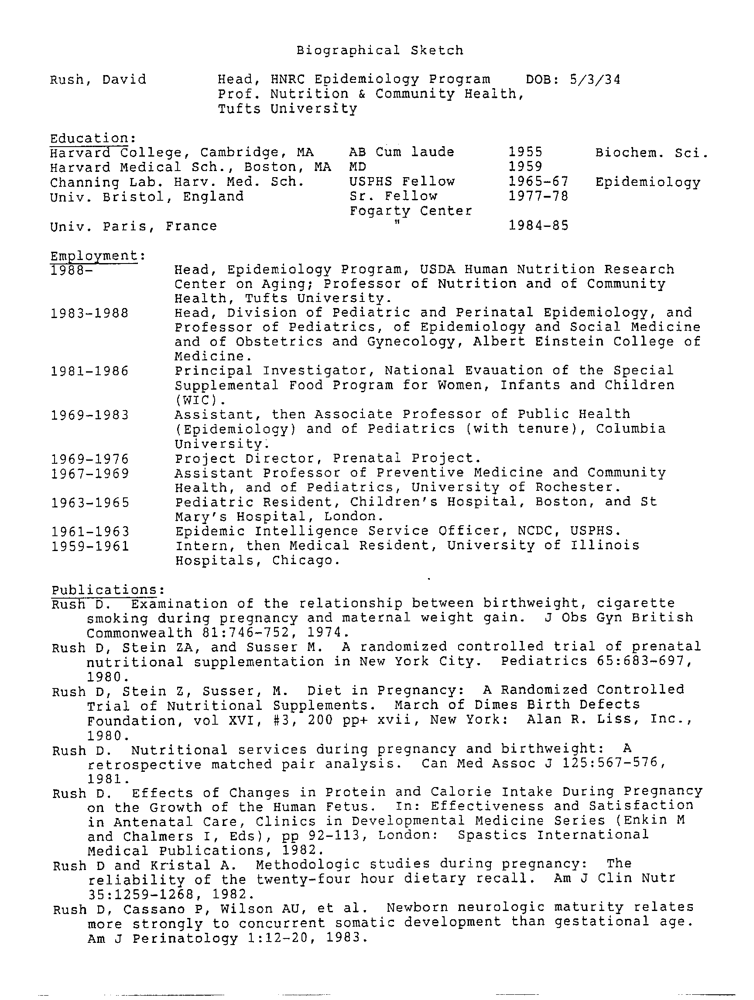 Biographical Sketch
Rush, David Head, HNRC Epidemiology Program DOB: 5/3/34
Prof. Nutrition & Community Health,
Tufts University
Education:
Harvard College, Cambridge, MA AB Cum laude 1955 Biochem. Sci.
Harvard Medical Sch., Boston, MA MD 1959
Channing Lab. Harv. Med. Sch. USPHS Fellow 1965-67 Epidemiology
Univ. Bristol, England Sr. Fellow 1977-78
Fogarty Center
Univ. Paris, France " 1984-85
Employment:
1988- Head, Epidemiology Program, USDA Human Nutrition Research
Center on Aging; Professor of Nutrition and of Community
Health, Tufts University.
1983-1988 Head, Division of Pediatric and Perinatal Epidemiology, and
Professor of Pediatrics, of Epidemiology and Social Medicine
and of Obstetrics and Gynecology, Albert Einstein College of
Medicine.
1981-1986 Principal Investigator, National Evauation of the Special
Supplemental Food Program for Women, Infants and Children
(WIC).
1969-1983 Assistant, then Associate Professor of Public Health
(Epidemiology) and of Pediatrics (with tenure), Columbia
University.
1969-1976 Project Director, Prenatal Project.
1967-1969 Assistant Professor of Preventive Medicine and Community
Health, and of Pediatrics, University of Rochester.
1963-1965 Pediatric Resident, Children's Hospital, Boston, and St
Mary's Hospital, London.
1961-1963 Epidemic Intelligence Service Officer, NCDC, USPHS.
1959-1961 Intern, then Medical Resident, University of Illinois
Hospitals, Chicago.
Publications:
Rush D. Examination of the relationship between birthweight, cigarette
smoking during pregnancy and maternal weight gain. J Obs Gyn British
Commonwealth 81:746-752, 1974.
Rush D, Stein ZA, and Susser M. A randomized controlled trial of prenatal
nutritional supplementation in New York City. Pediatrics 65:683-697,
1980.
Rush D, Stein Z, Susser, M. Diet in Pregnancy: A Randomized Controlled
Trial of Nutritional Supplements. March of Dimes Birth Defects
Foundation, vol XVI, #3, 200 pp+ xvii, New York: Alan R. Liss, Inc.,
1980.
Rush D. Nutritional services during pregnancy and birthweight: A
retrospective matched pair analysis. Can Med Assoc J 125:567-576,
1981.
Rush D. Effects of Changes in Protein and Calorie Intake During Pregnancy
on the Growth of the Human Fetus. In: Effectiveness and Satisfaction
in Antenatal Care, Clinics in Developmental Medicine Series (Enkin M
and Chalmers I, Eds), pp 92-113, London: Spastics International
Medical Publications, 1982.
Rush D and Kristal A. Methodologic studies during pregnancy: The
reliability of the twenty-four hour dietary recall. Am J Clin Nutr
35:1259-1268, 1982.
Rush D, Cassano P, Wilson AU, et al. Newborn neurologic maturity relates
more strongly to concurrent somatic development than gestational age.
Am J Perinatology 1:12-20, 1983.